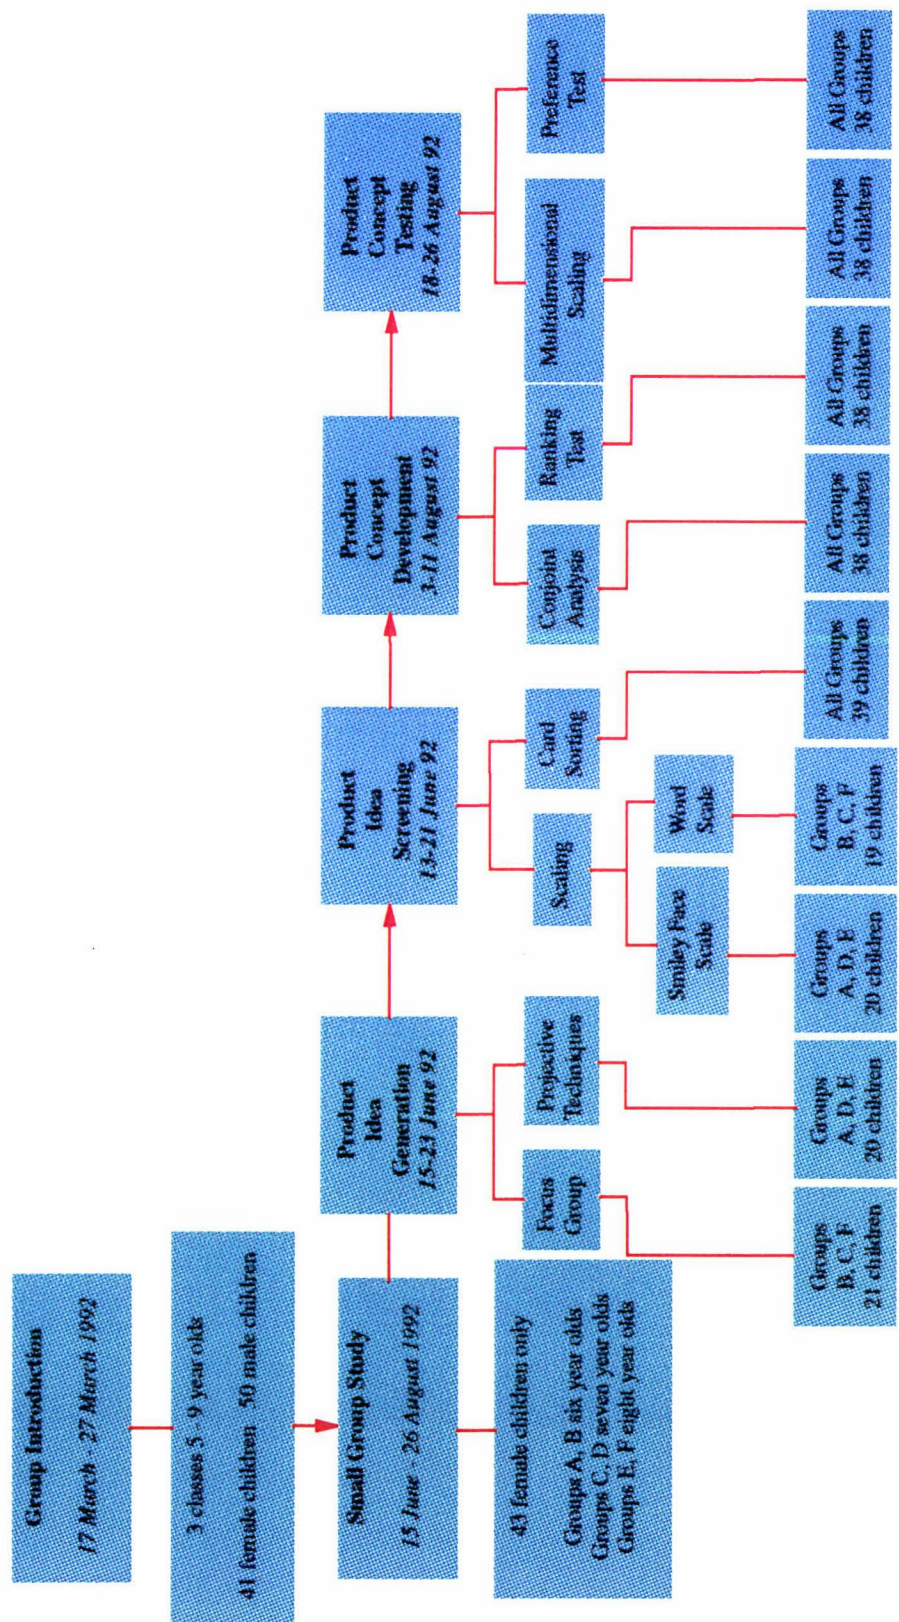 Group Introduction
17 March - 27 March 1992
3 classes 5 - 9 year olds
41 female children 50 male children
Small Group Study
15 June - 26 August 1992
43 female children only
Groups A, B six year olds
Groups C, D seven year olds
Groups E, F eight year olds
Product
Idea
Generation
15-23 June 92
Focus
Group
Projective
Techniques
Groups
B, C, F
21 children
Groups
A, D, E
20 children
Product
Idea
Screening
13-21 June 92
Scaling
Card
Sorting
Smiley Face
Scale
Word
Scale
Groups
A, D, E
20 children
Groups
B, C, F
19 children
All Groups
39 children
Product
Concept
Development
3-11 August 92
Conjoint
Analysis
Ranking
Test
All Groups
38 children
All Groups
38 children
Product
Concept
Testing
18-26 August 92
Multidimensional
Scaling
Preference
Test
All Groups
38 children
All Groups
38 children